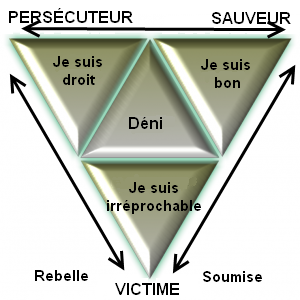 PERSÉCUTEUR
SAUVEUR
Je suis
droit
Je suis
bon
Déni
Je suis
irréprochable
Rebelle
Soumise
VICTIME